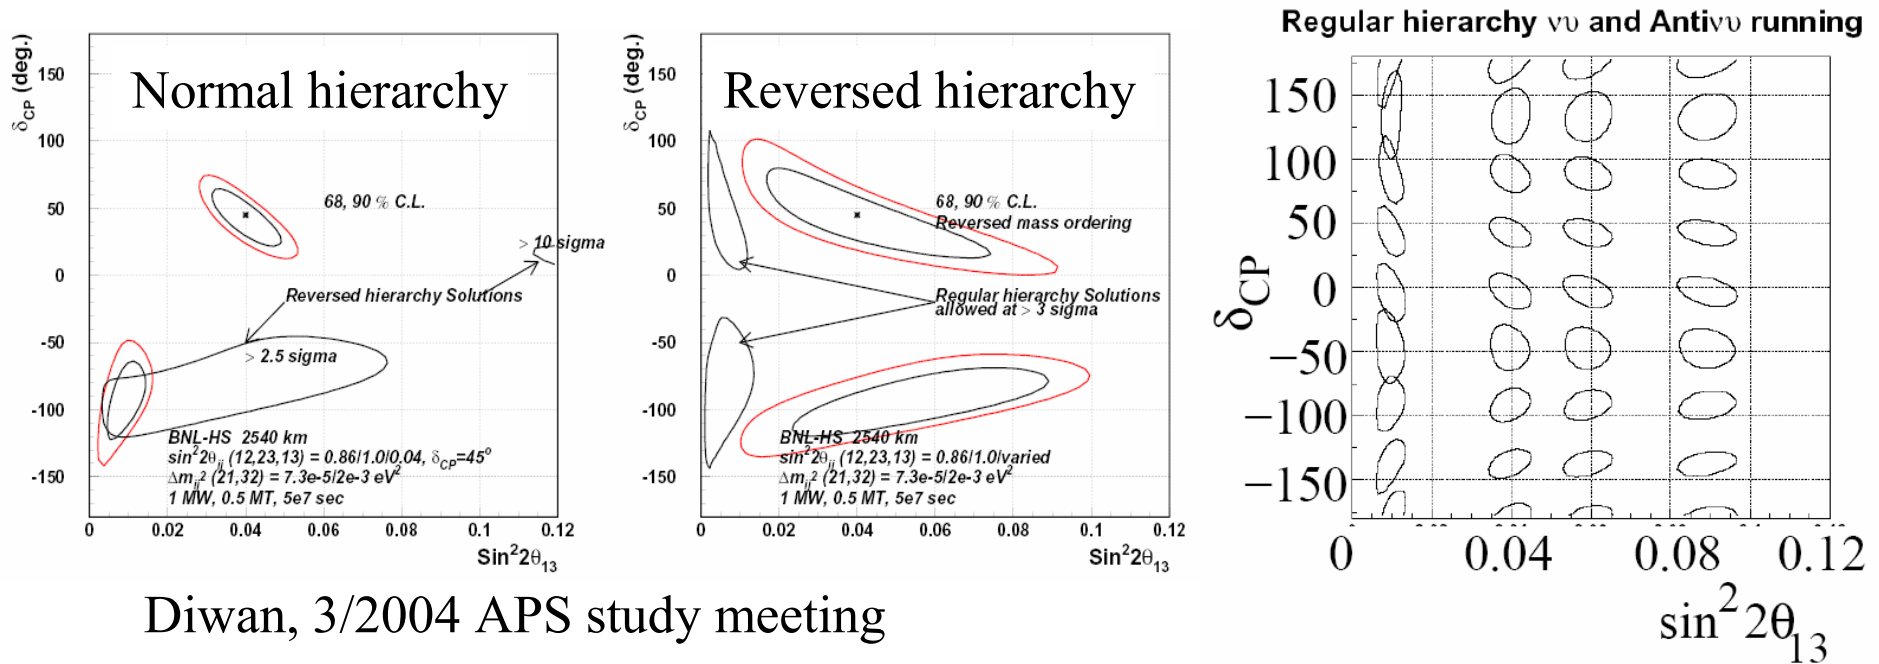 Normal hierarchy
δCP (deg.)
150
100
50
0
-50
-100
-150
68, 90 % C.L.
> 10 sigma
Reversed hierarchy Solutions
> 2.5 sigma
BNL-HS 2540 km
sin²2θij (12,23,13) = 0.86/1.0/0.04, δCP=45°
Δmij² (21,32) = 7.3e-5/2e-3 eV²
1 MW, 0.5 MT, 5e7 sec
0 0.02 0.04 0.06 0.08 0.1 0.12
Sin²2θ13
Reversed hierarchy
δCP (deg.)
150
100
50
0
-50
-100
-150
68, 90 % C.L.
Reversed mass ordering
Regular hierarchy Solutions
allowed at > 3 sigma
BNL-HS 2540 km
sin²2θij (12,23,13) = 0.86/1.0/varied
Δmij² (21,32) = 7.3e-5/2e-3 eV²
1 MW, 0.5 MT, 5e7 sec
0 0.02 0.04 0.06 0.08 0.1 0.12
Sin²2θ13
Diwan, 3/2004 APS study meeting
Regular hierarchy νυ and Antiνυ running
δCP
150
100
50
0
−50
−100
−150
0 0.04 0.08 0.12
sin²2θ13